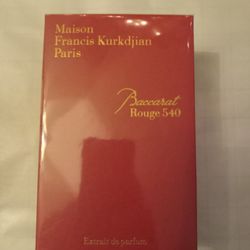 Maison
Francis Kurkdjian
Paris
Baccarat
Rouge 540
Extrait de parfum